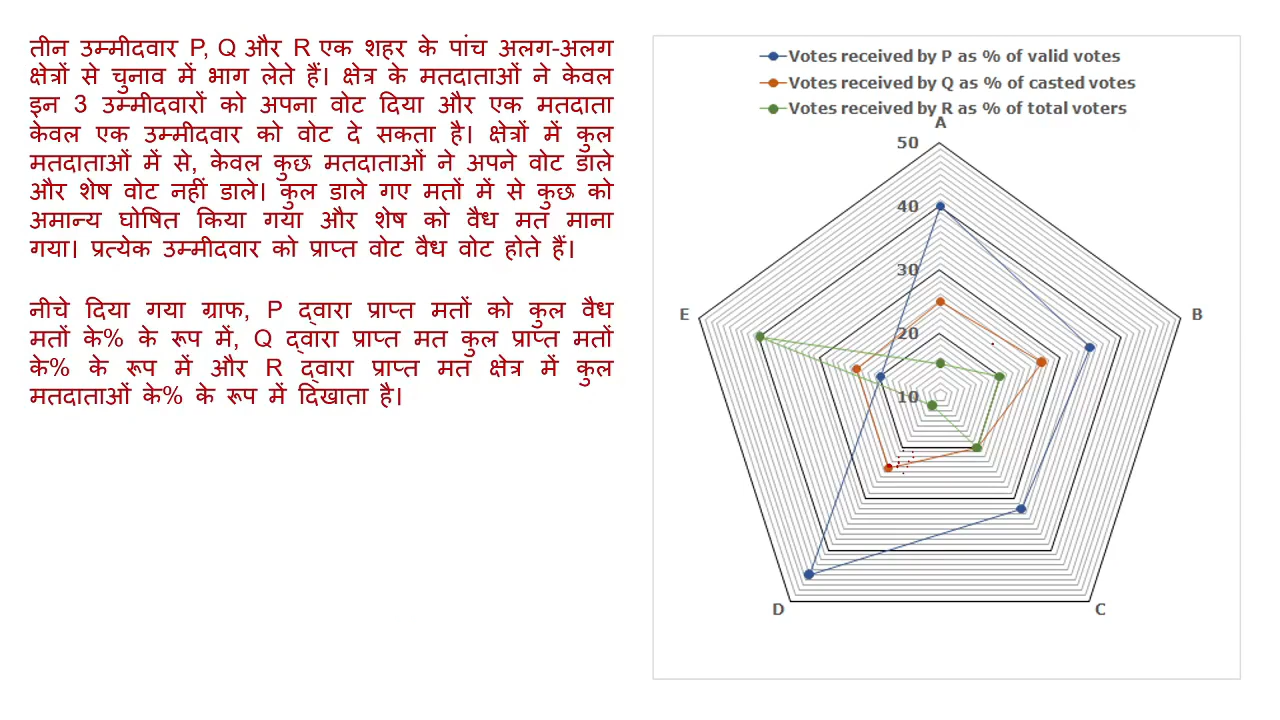 तीन उम्मीदवार P, Q और R एक शहर के पांच अलग-अलग
क्षेत्रों से चुनाव में भाग लेते हैं। क्षेत्र के मतदाताओं ने केवल
इन 3 उम्मीदवारों को अपना वोट दिया और एक मतदाता
केवल एक उम्मीदवार को वोट दे सकता है। क्षेत्रों में कुल
मतदाताओं में से, केवल कुछ मतदाताओं ने अपने वोट डाले
और शेष वोट नहीं डाले। कुल डाले गए मतों में से कुछ को
अमान्य घोषित किया गया और शेष को वैध मत माना
गया। प्रत्येक उम्मीदवार को प्राप्त वोट वैध वोट होते हैं।
नीचे दिया गया ग्राफ, P द्वारा प्राप्त मतों को कुल वैध
मतों के% के रूप में, Q द्वारा प्राप्त मत कुल प्राप्त मतों
के% के रूप में और R द्वारा प्राप्त मत क्षेत्र में कुल
मतदाताओं के% के रूप में दिखाता है।
Votes received by P as % of valid votes
Votes received by Q as % of casted votes
Votes received by R as % of total voters
A
50
40
30
20
10
E
B
D
C